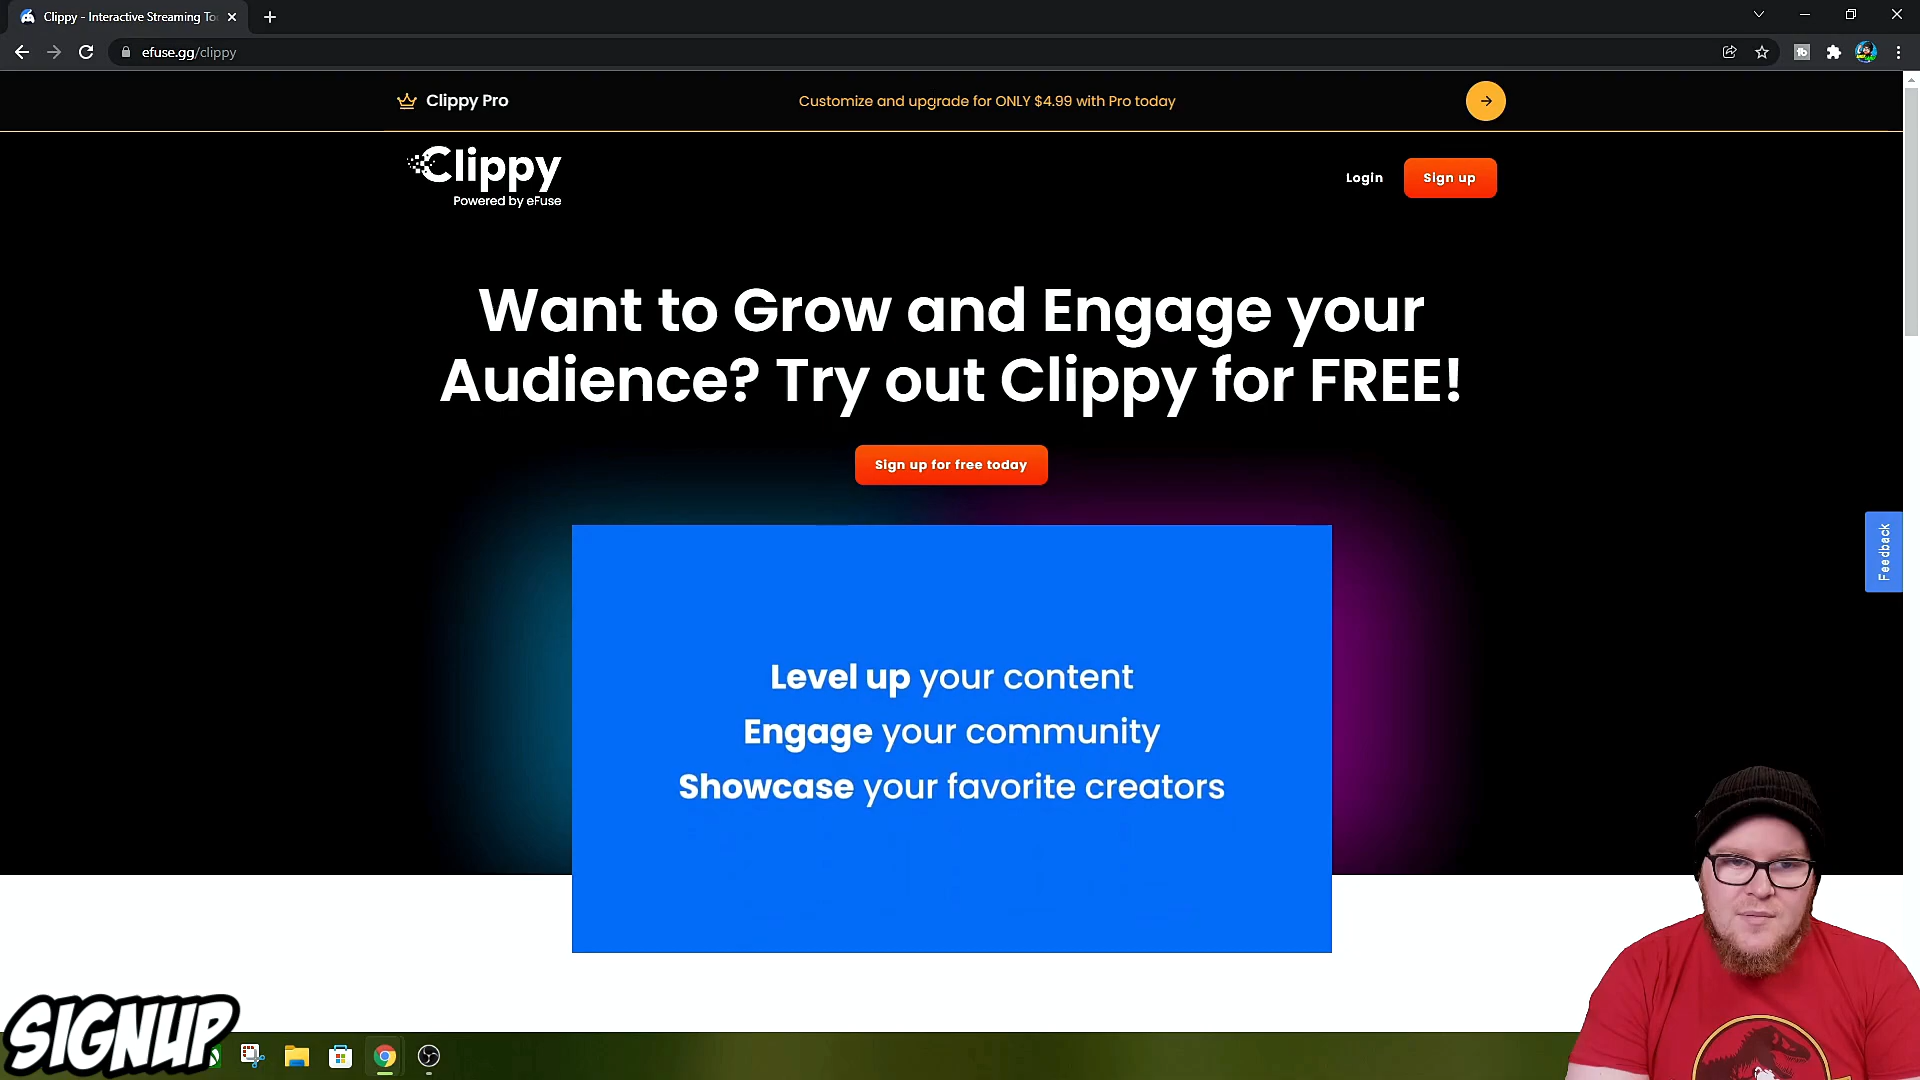 Clippy - Interactive Streaming To
efuse.gg/clippy
Clippy Pro
Customize and upgrade for ONLY $4.99 with Pro today
Clippy
Powered by eFuse
Login
Sign up
Want to Grow and Engage your
Audience? Try out Clippy for FREE!
Sign up for free today
Feedback
Level up your content
Engage your community
Showcase your favorite creators
SIGNUP